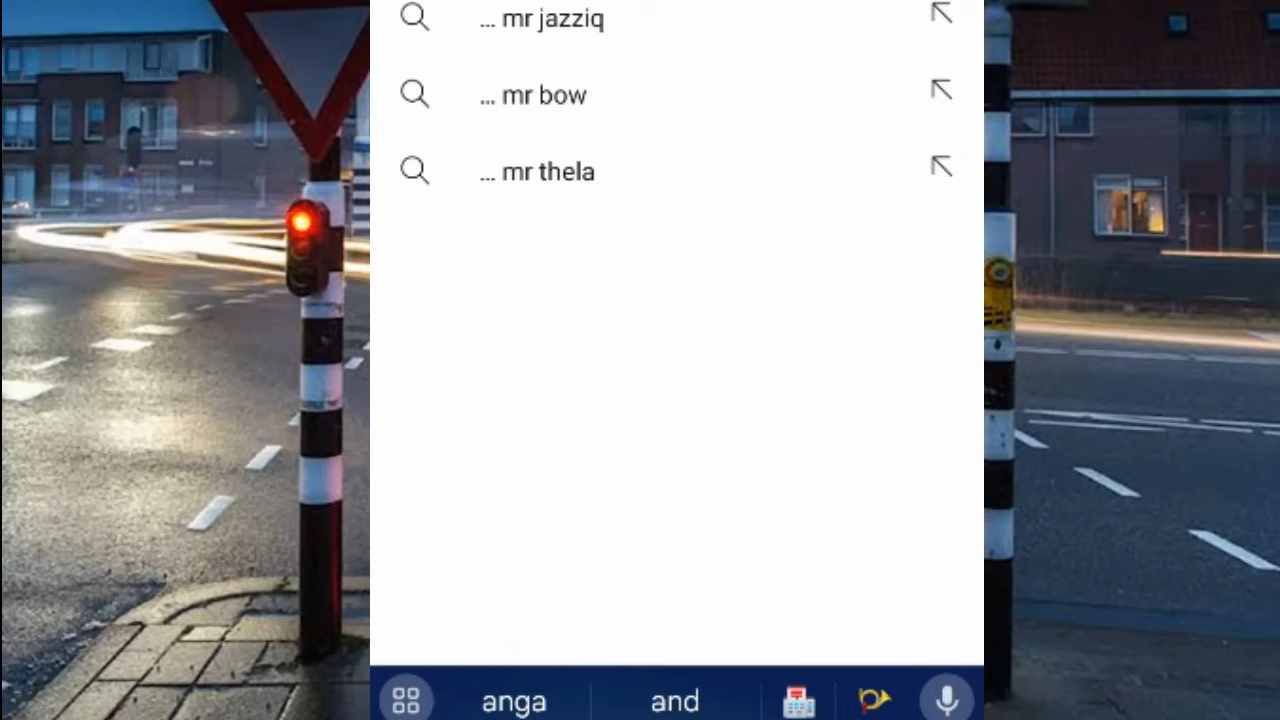 ... mr jazziq
... mr bow
... mr thela
anga and